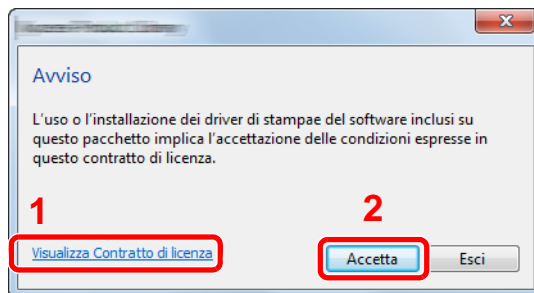 Avviso
L'uso o l'installazione dei driver di stampae del software inclusi su
questo pacchetto implica l'accettazione delle condizioni espresse in
questo contratto di licenza.
1
2
Visualizza Contratto di licenza
Accetta
Esci